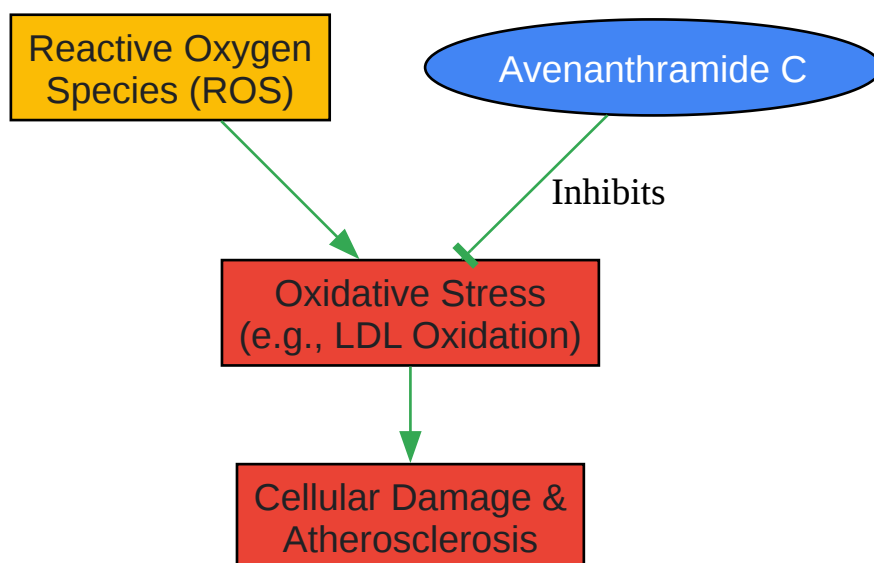 Reactive Oxygen
Species (ROS)
Avenanthramide C
Inhibits
Oxidative Stress
(e.g., LDL Oxidation)
Cellular Damage &
Atherosclerosis